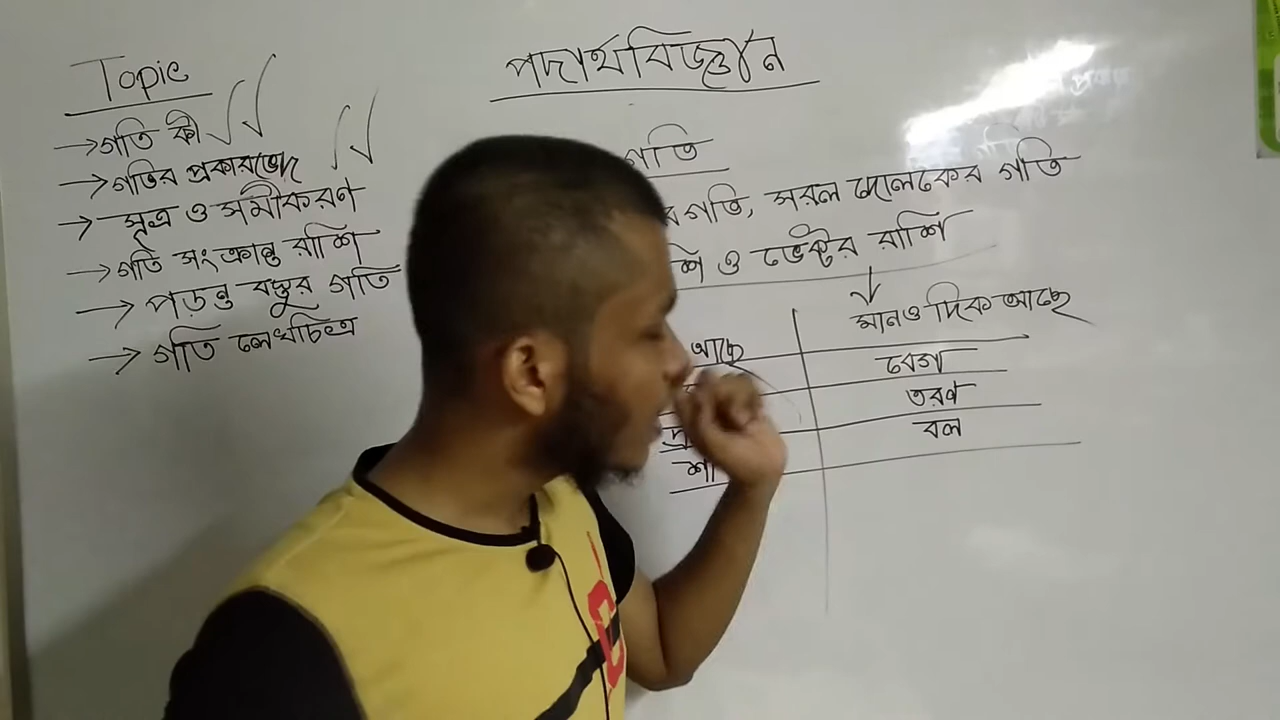 Topic
→ গতি কী
→ গতির প্রকারভেদ
→ সূত্র ও সমীকরণ
→ গতি সংক্রান্ত রাশি
→ পড়ন্ত বস্তুর গতি
→ গতি লেখচিত্র
পদার্থবিজ্ঞান
গতি
গতি, সরল দোলকের গতি
ও ভেক্টর রাশি
↓
মান ও দিক আছে
আছে
বেগ
ত্বরণ
বল